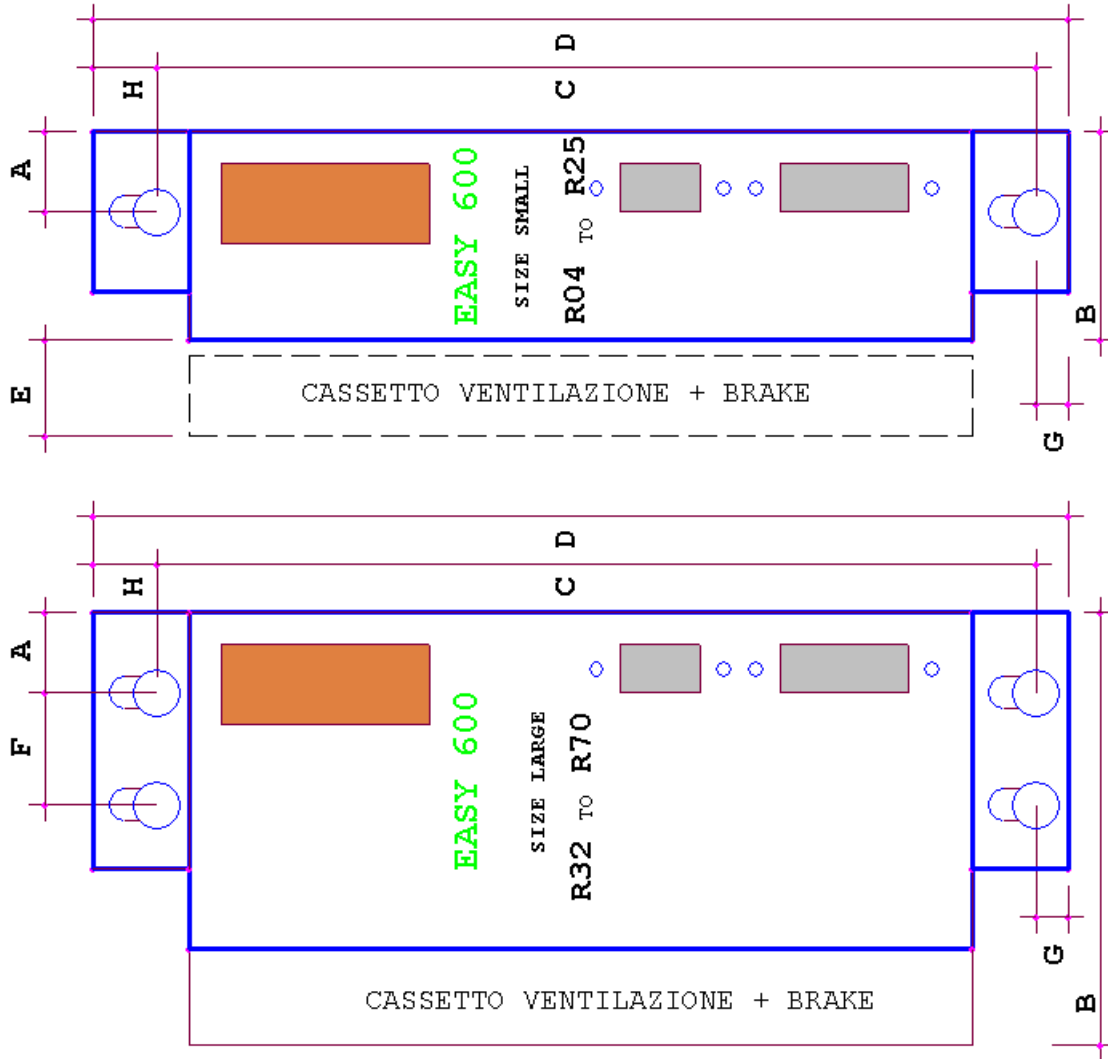 D
H
C
A
EASY 600
SIZE SMALL
R04 TO R25
B
E
CASSETTO VENTILAZIONE + BRAKE
G
D
H
C
A
F
EASY 600
SIZE LARGE
R32 TO R70
G
B
CASSETTO VENTILAZIONE + BRAKE